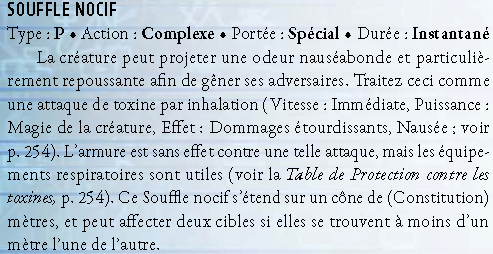 SOUFFLE NOCIF
Type : P ♦ Action : Complexe ♦ Portée : Spécial ♦ Durée : Instantané
La créature peut projeter une odeur nauséabonde et particuliè-
rement repoussante afin de gêner ses adversaires. Traitez ceci comme
une attaque de toxine par inhalation (Vitesse : Immédiate, Puissance :
Magie de la créature, Effet : Dommages étourdissants, Nausée ; voir
p. 254). L'armure est sans effet contre une telle attaque, mais les équipe-
ments respiratoires sont utiles (voir la Table de Protection contre les
toxines, p. 254). Ce Souffle nocif s'étend sur un cône de (Constitution)
mètres, et peut affecter deux cibles si elles se trouvent à moins d'un
mètre l'une de l'autre.